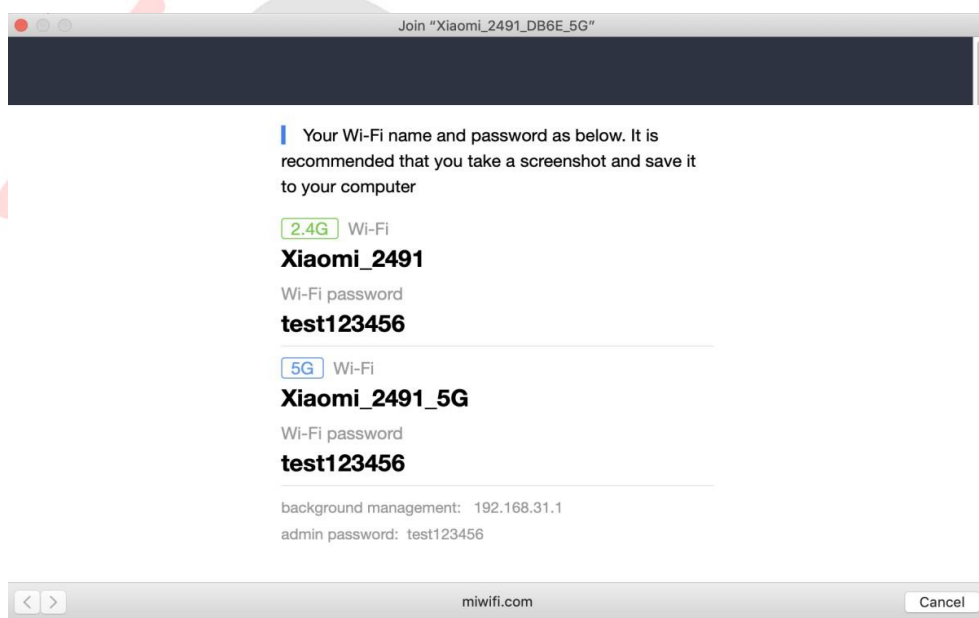 Join “Xiaomi_2491_DB6E_5G”
Your Wi-Fi name and password as below. It is
recommended that you take a screenshot and save it
to your computer
2.4G Wi-Fi
Xiaomi_2491
Wi-Fi password
test123456
5G Wi-Fi
Xiaomi_2491_5G
Wi-Fi password
test123456
background management: 192.168.31.1
admin password: test123456
miwifi.com
Cancel